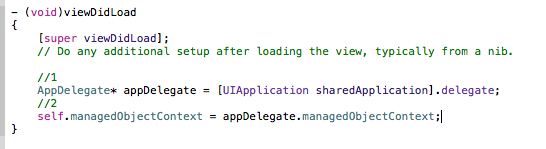 - (void)viewDidLoad
{
    [super viewDidLoad];
    // Do any additional setup after loading the view, typically from a nib.
    //1
    AppDelegate* appDelegate = [UIApplication sharedApplication].delegate;
    //2
    self.managedObjectContext = appDelegate.managedObjectContext;
}